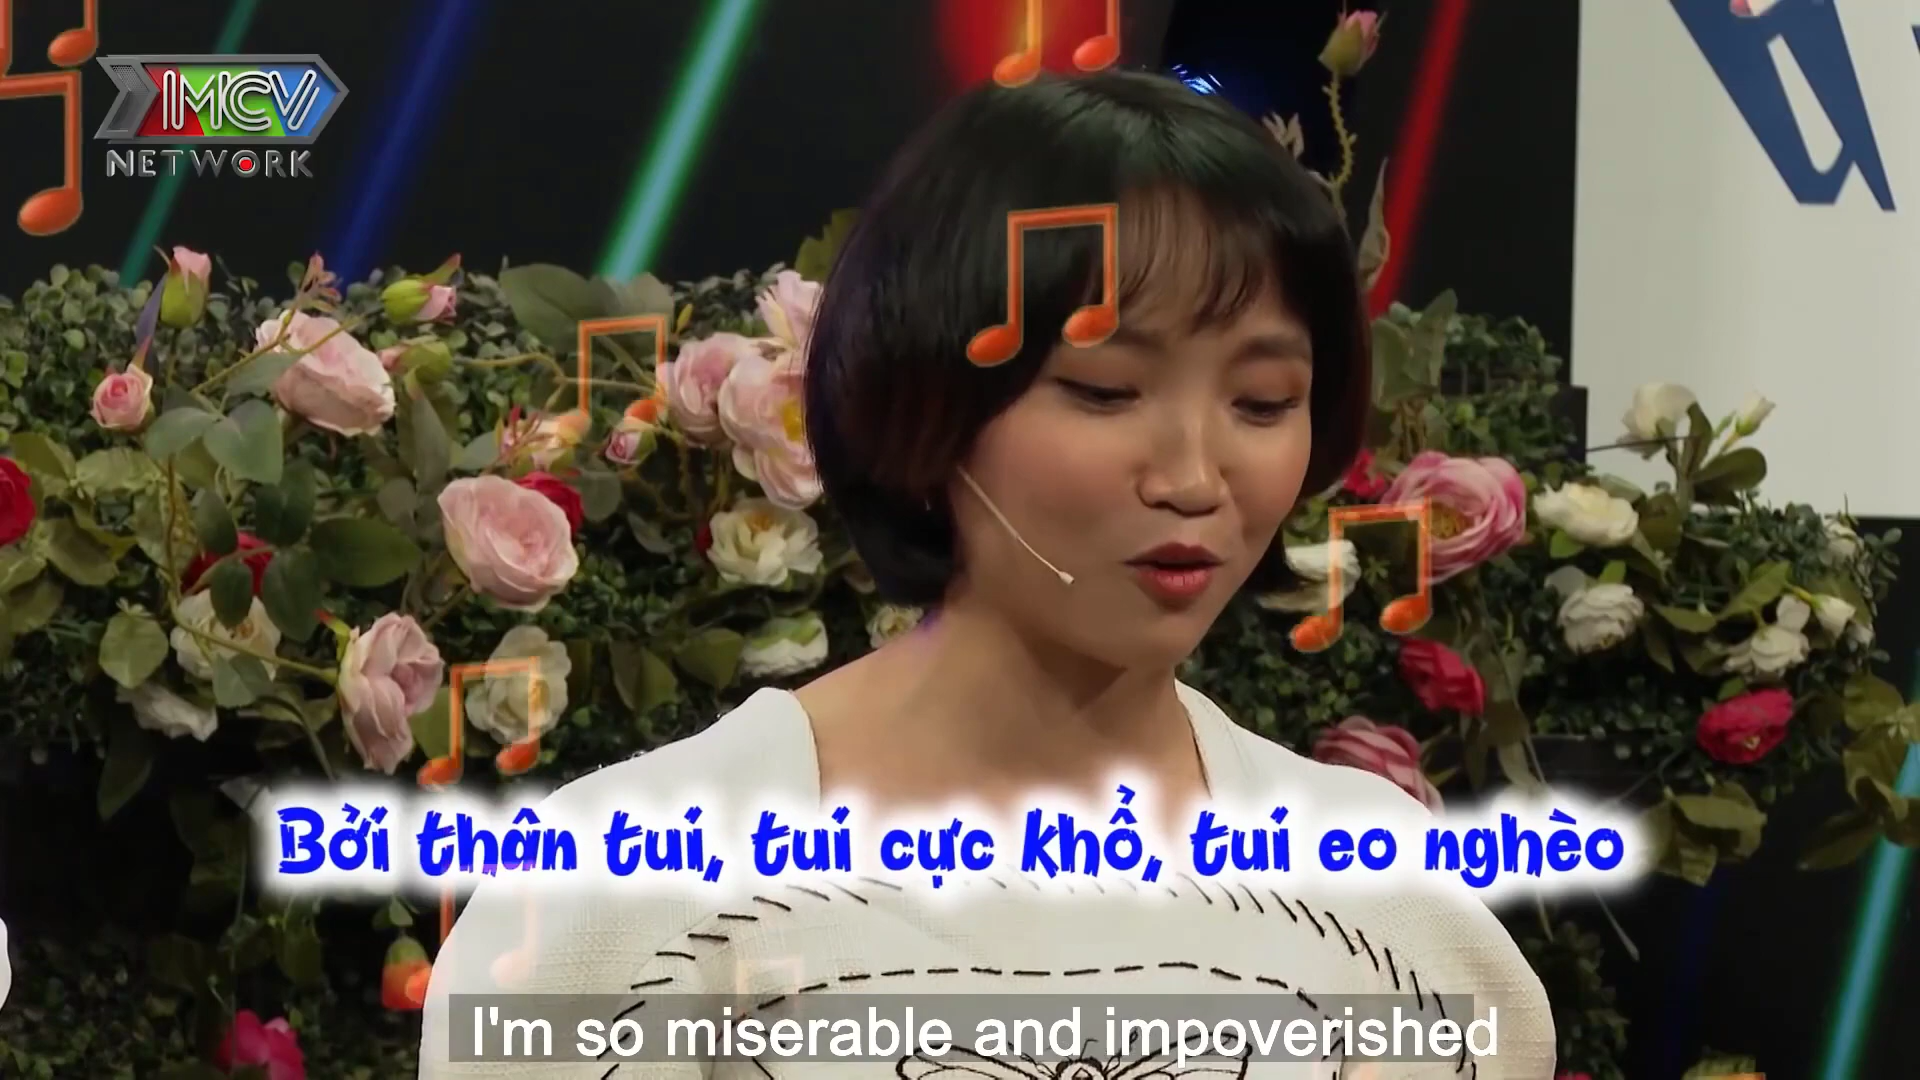 MCV
NETWORK
Bởi thân tui, tui cực khổ, tui eo nghèo
I'm so miserable and impoverished